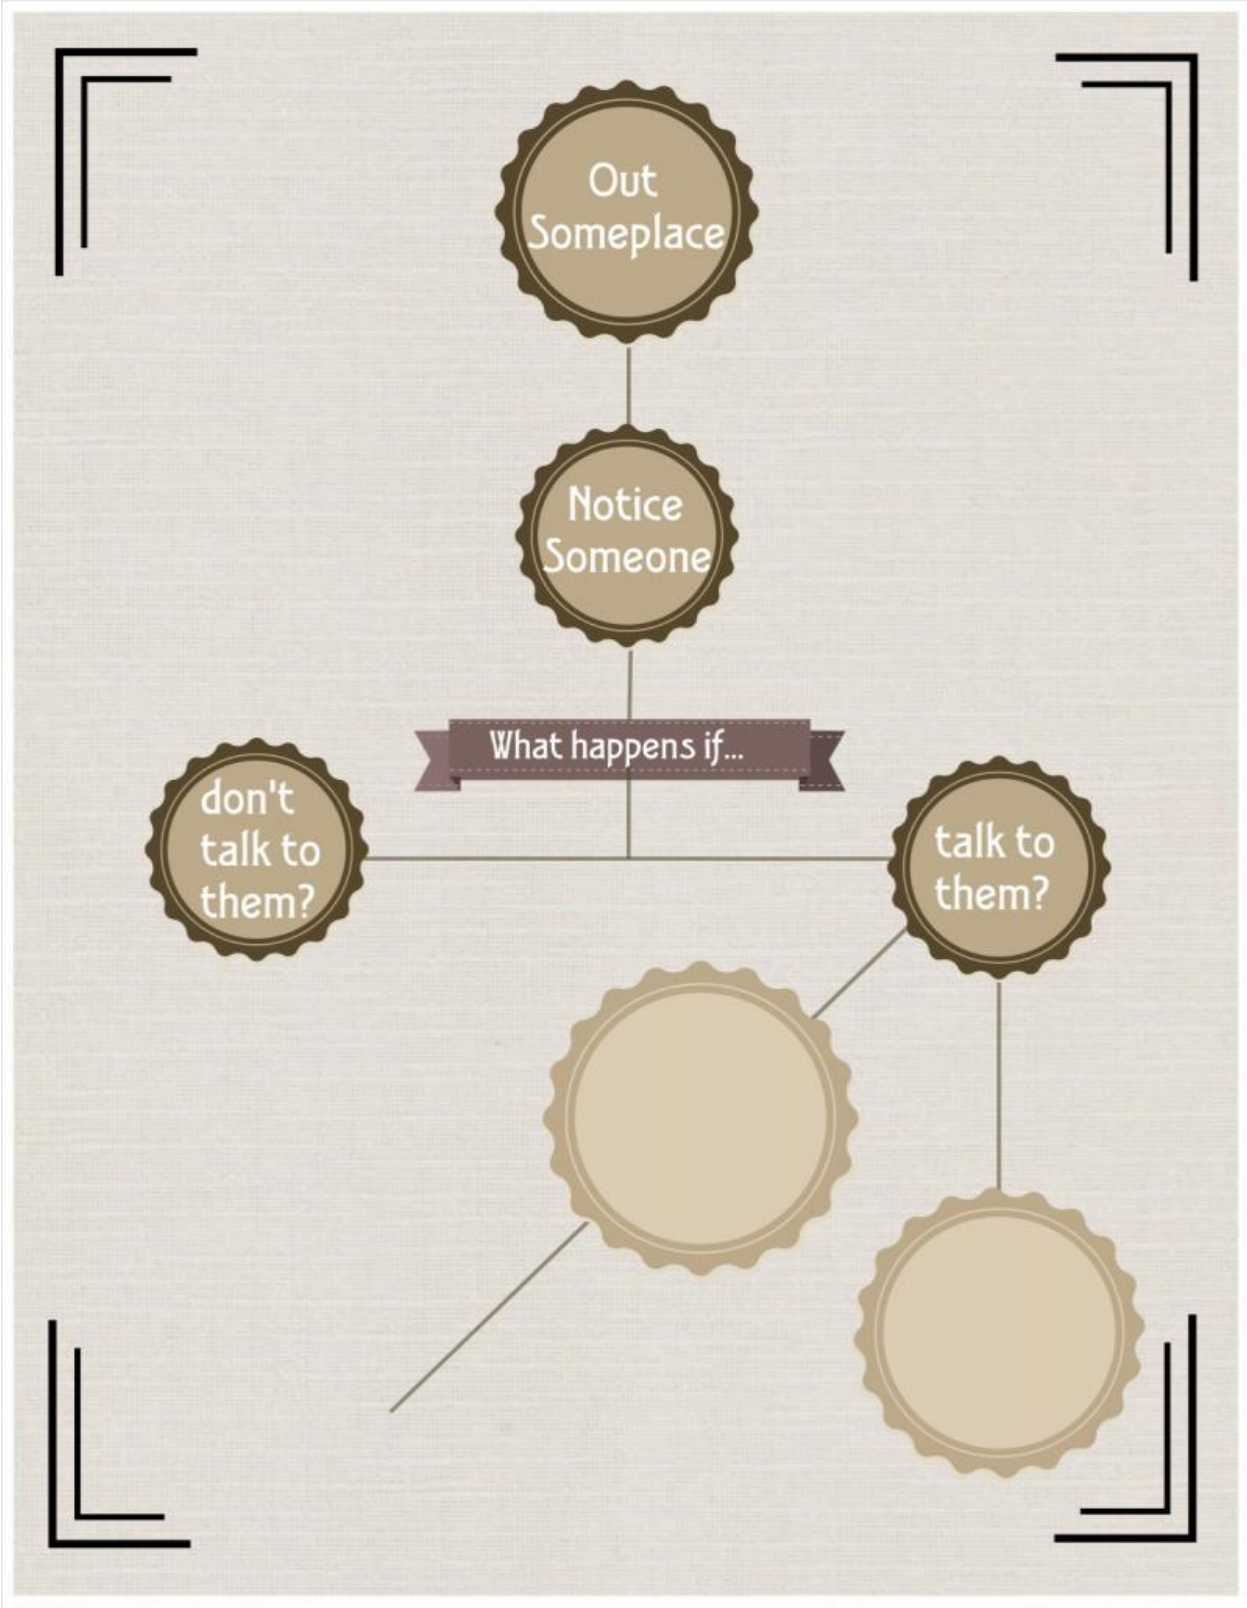 Out
Someplace
Notice
Someone
What happens if...
don't
talk to
them?
talk to
them?